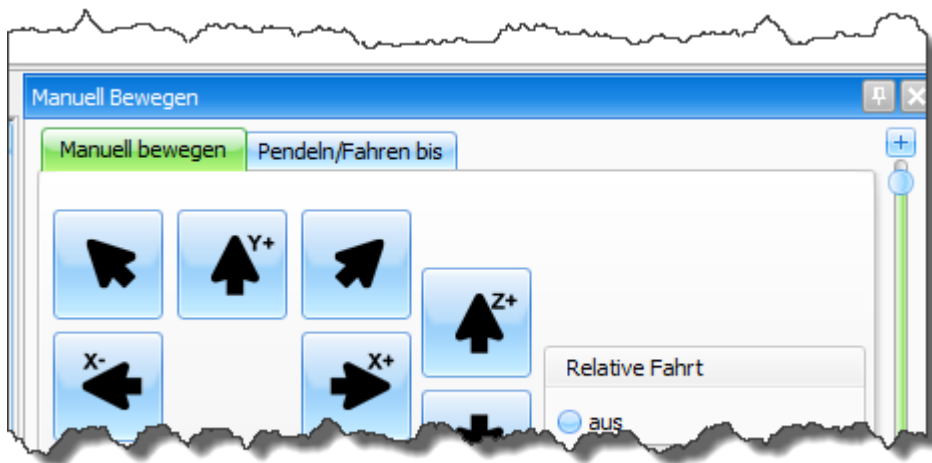 Manuell Bewegen
Manuell bewegen
Pendeln/Fahren bis
Y+
Z+
X-
X+
Relative Fahrt
aus